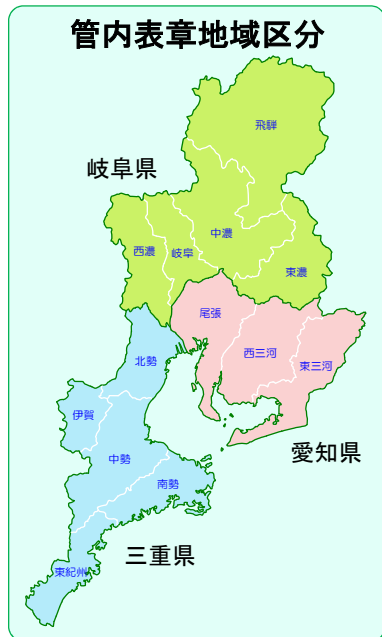 管内表章地域区分
飛騨
岐阜県
中濃
西濃
岐阜
東濃
尾張
西三河
東三河
北勢
伊賀
愛知県
中勢
南勢
三重県
東紀州